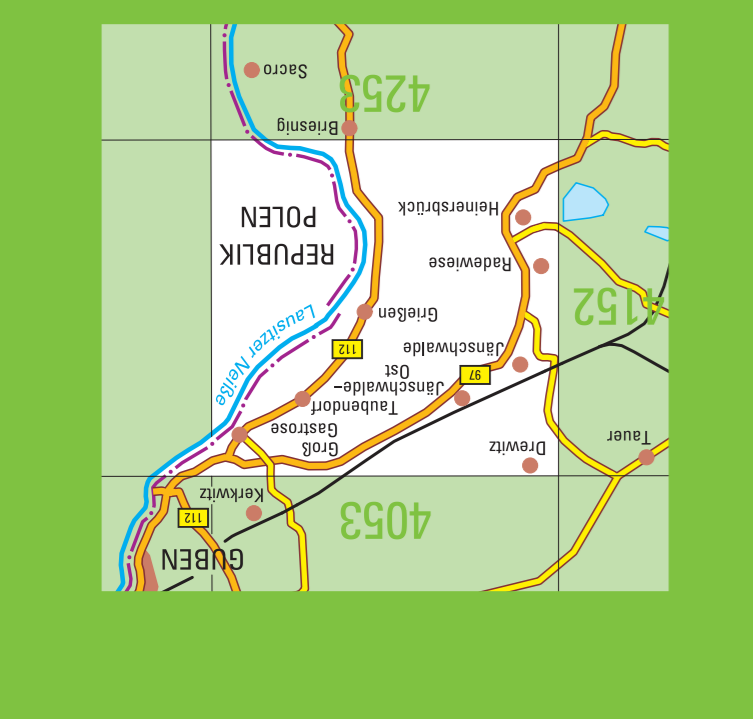 GUBEN
4053
112
Kerkwitz
Tauer
Drewitz
Groß
Gastrose
Taubendorf
Jänschwalde-
Ost
97
Jänschwalde
112
Lausitzer Neiße
Grießen
4152
Radewiese
REPUBLIK
POLEN
Heinersbrück
Briesnig
4253
Sacro